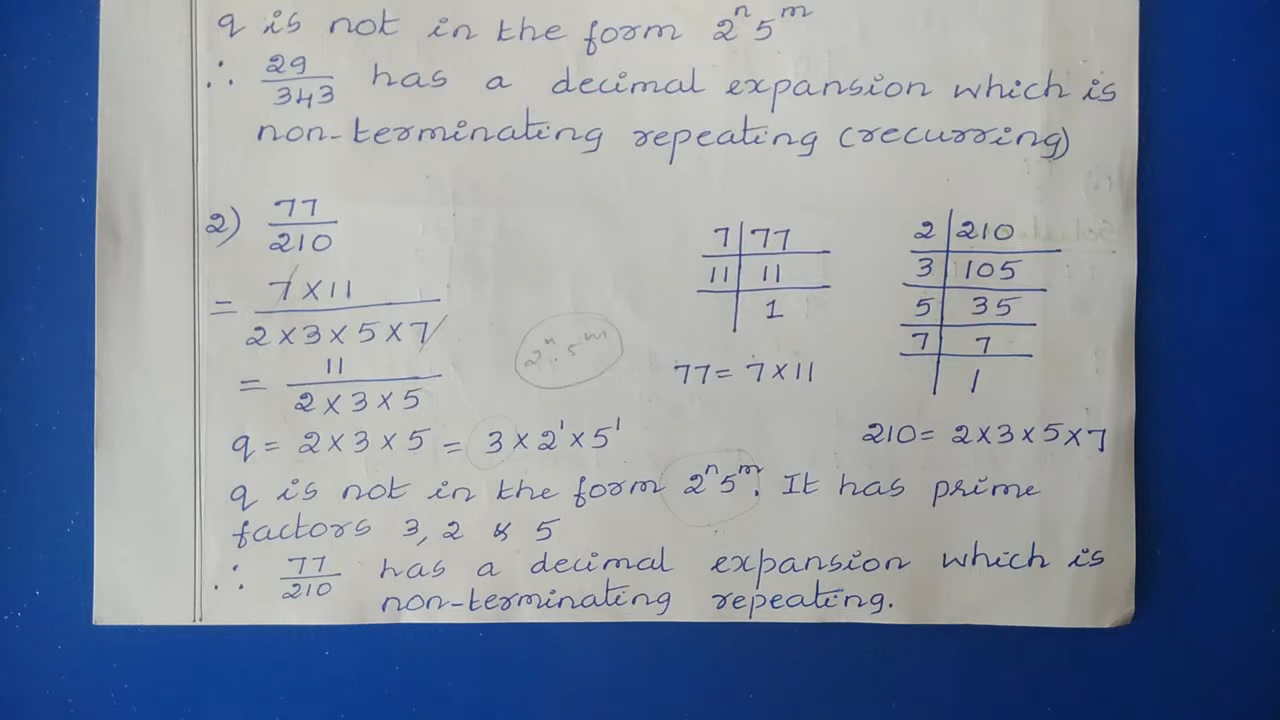 q is not in the form 2ⁿ5ᵐ
∴ 29/343 has a decimal expansion which is
non-terminating repeating (recurring)
2) 77/210
= 7 × 11 / 2 × 3 × 5 × 7
= 11 / 2 × 3 × 5
2ⁿ·5ᵐ
7 | 77
11 | 11
1
77 = 7 × 11
2 | 210
3 | 105
5 | 35
7 | 7
1
210 = 2×3×5×7
q = 2 × 3 × 5 = 3 × 2¹ × 5¹
q is not in the form 2ⁿ5ᵐ. It has prime
factors 3, 2 & 5
∴ 77/210 has a decimal expansion which is
non-terminating repeating.